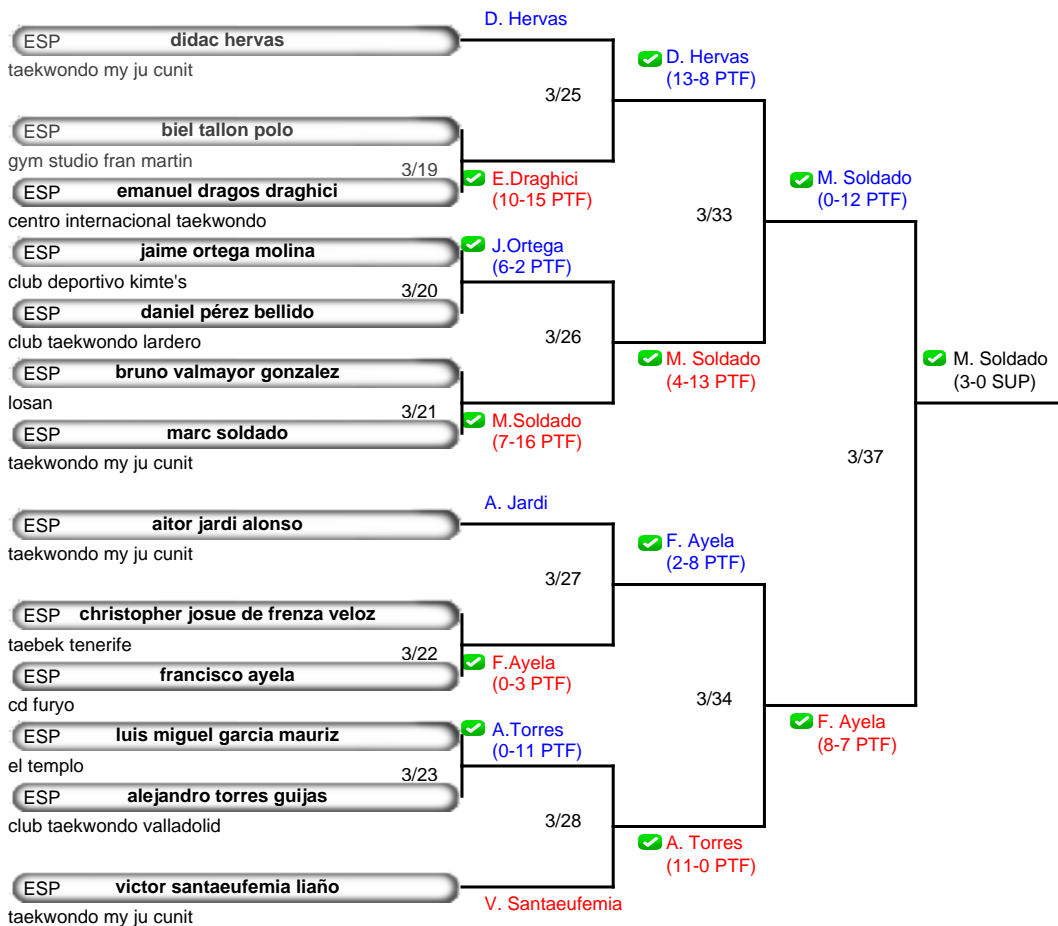 D. Hervas
ESP didac hervas
taekwondo my ju cunit
D. Hervas
(13-8 PTF)
3/25
ESP biel tallon polo
gym studio fran martin
3/19
E.Draghici
(10-15 PTF)
ESP emanuel dragos draghici
centro internacional taekwondo
M. Soldado
(0-12 PTF)
3/33
ESP jaime ortega molina
J.Ortega
(6-2 PTF)
club deportivo kimte's
3/20
ESP daniel pérez bellido
club taekwondo lardero
3/26
M. Soldado
(4-13 PTF)
M. Soldado
(3-0 SUP)
ESP bruno valmayor gonzalez
losan
3/21
M.Soldado
(7-16 PTF)
ESP marc soldado
taekwondo my ju cunit
3/37
A. Jardi
ESP aitor jardi alonso
taekwondo my ju cunit
F. Ayela
(2-8 PTF)
3/27
ESP christopher josue de frenza veloz
taebek tenerife
3/22
F.Ayela
(0-3 PTF)
ESP francisco ayela
cd furyo
3/34
F. Ayela
(8-7 PTF)
ESP luis miguel garcia mauriz
A.Torres
(0-11 PTF)
el templo
3/23
ESP alejandro torres guijas
club taekwondo valladolid
3/28
A. Torres
(11-0 PTF)
ESP victor santaeufemia liaño
V. Santaeufemia
taekwondo my ju cunit